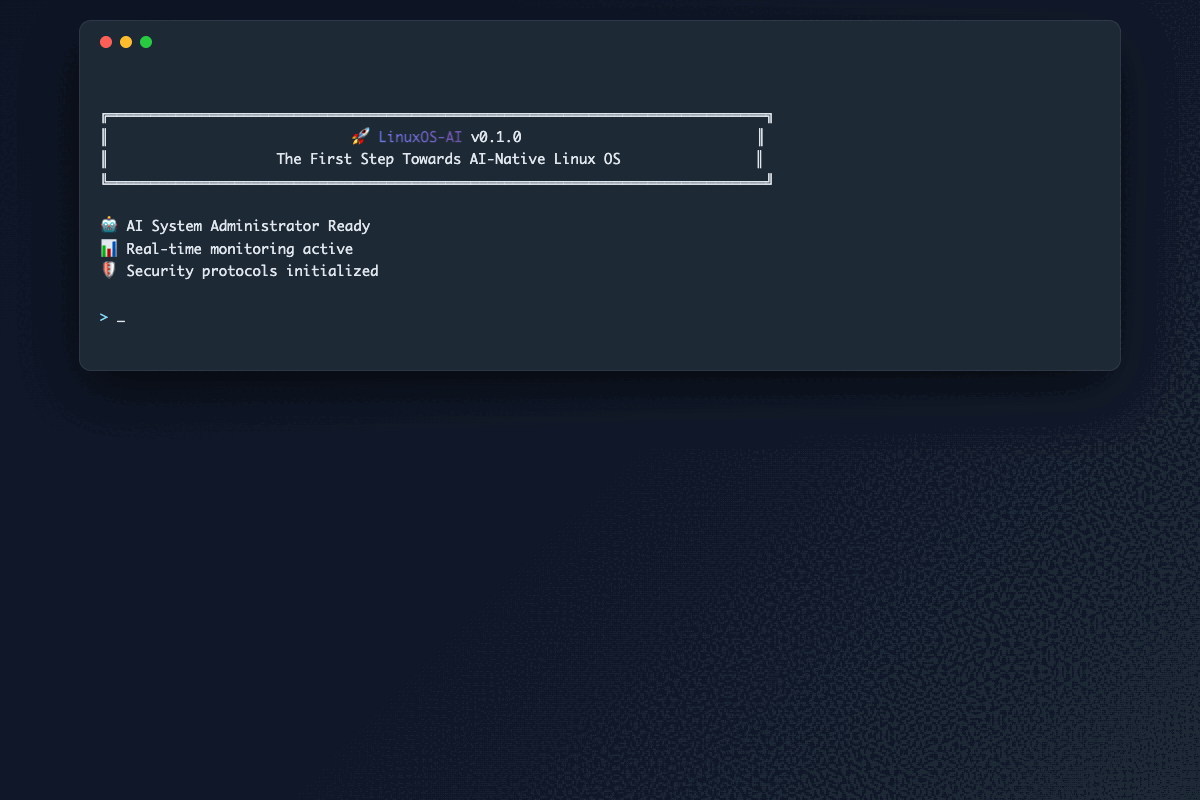 🚀 LinuxOS-AI v0.1.0
The First Step Towards AI-Native Linux OS
🤖 AI System Administrator Ready
📊 Real-time monitoring active
🛡️ Security protocols initialized
> _